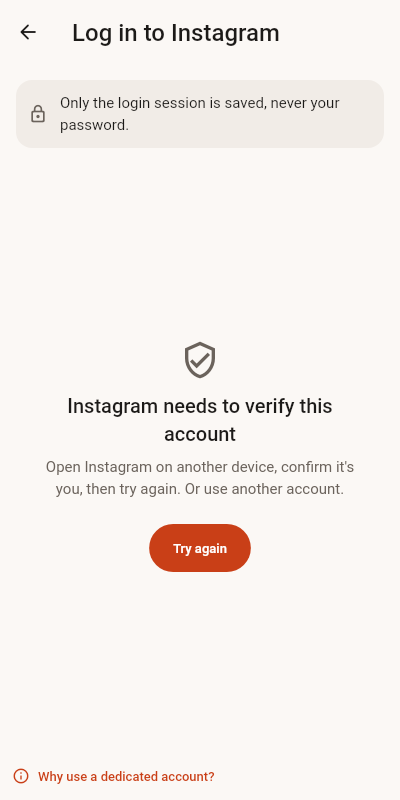 Log in to Instagram
Only the login session is saved, never your
password.
Instagram needs to verify this
account
Open Instagram on another device, confirm it's
you, then try again. Or use another account.
Try again
Why use a dedicated account?